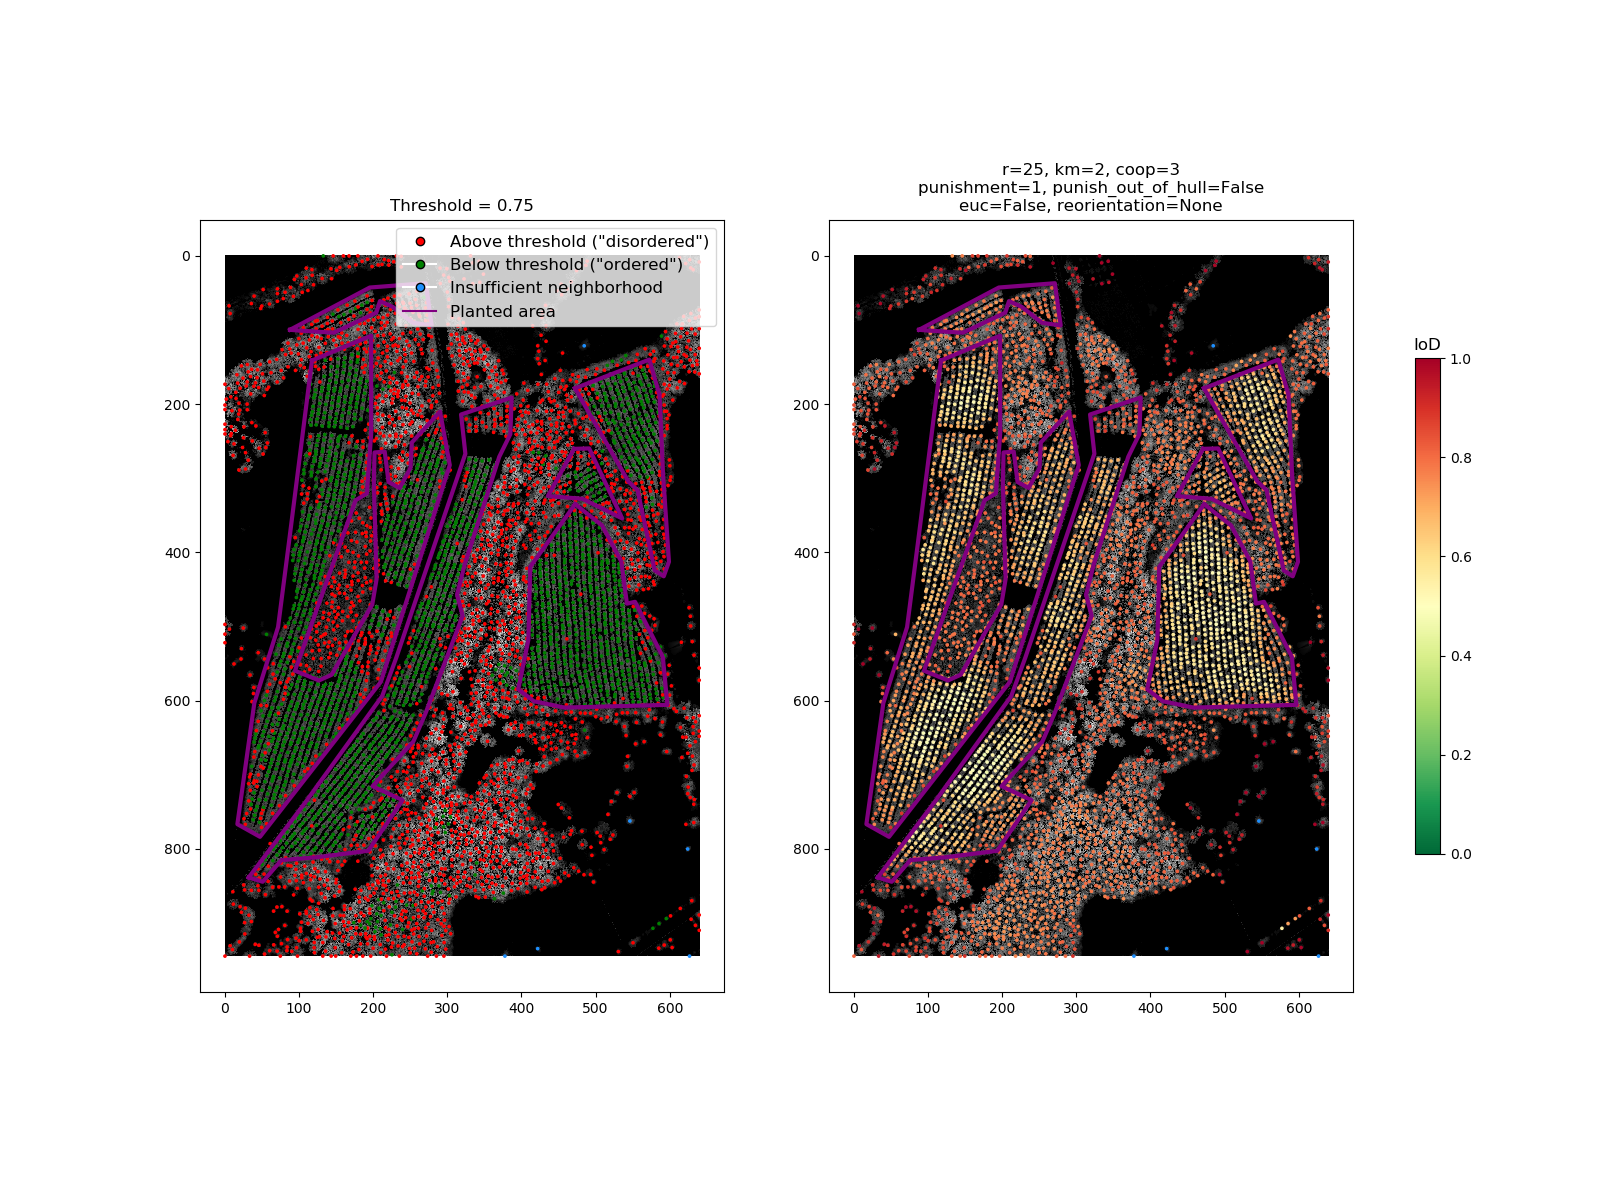 Threshold = 0.75
Above threshold ("disordered")
Below threshold ("ordered")
Insufficient neighborhood
Planted area
0
200
400
600
800
0 100 200 300 400 500 600
r=25, km=2, coop=3
punishment=1, punish_out_of_hull=False
euc=False, reorientation=None
0
200
400
600
800
0 100 200 300 400 500 600
IoD
1.0
0.8
0.6
0.4
0.2
0.0